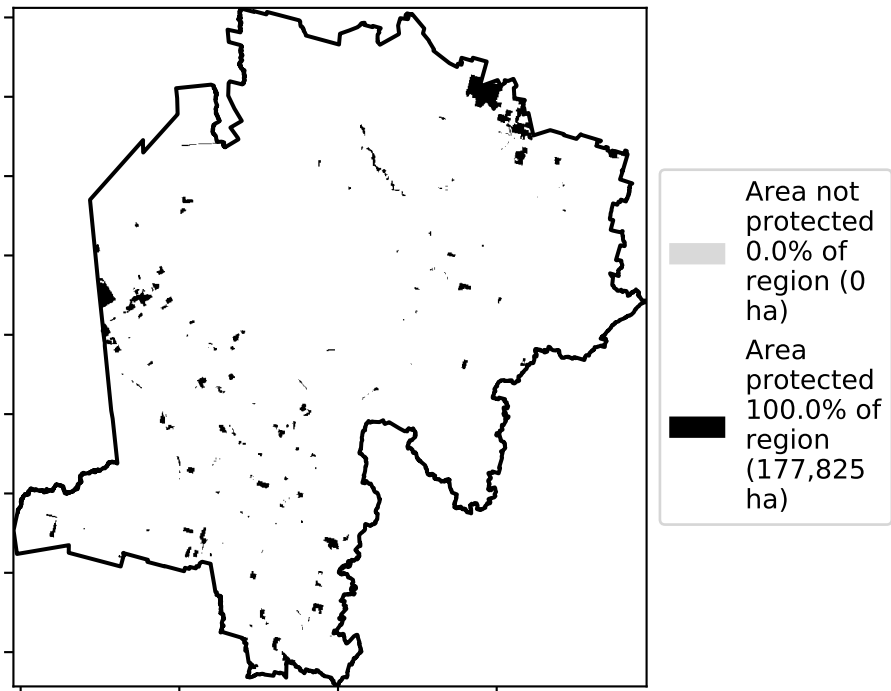 Area not
protected
0.0% of
region (0
ha)
Area
protected
100.0% of
region
(177,825
ha)